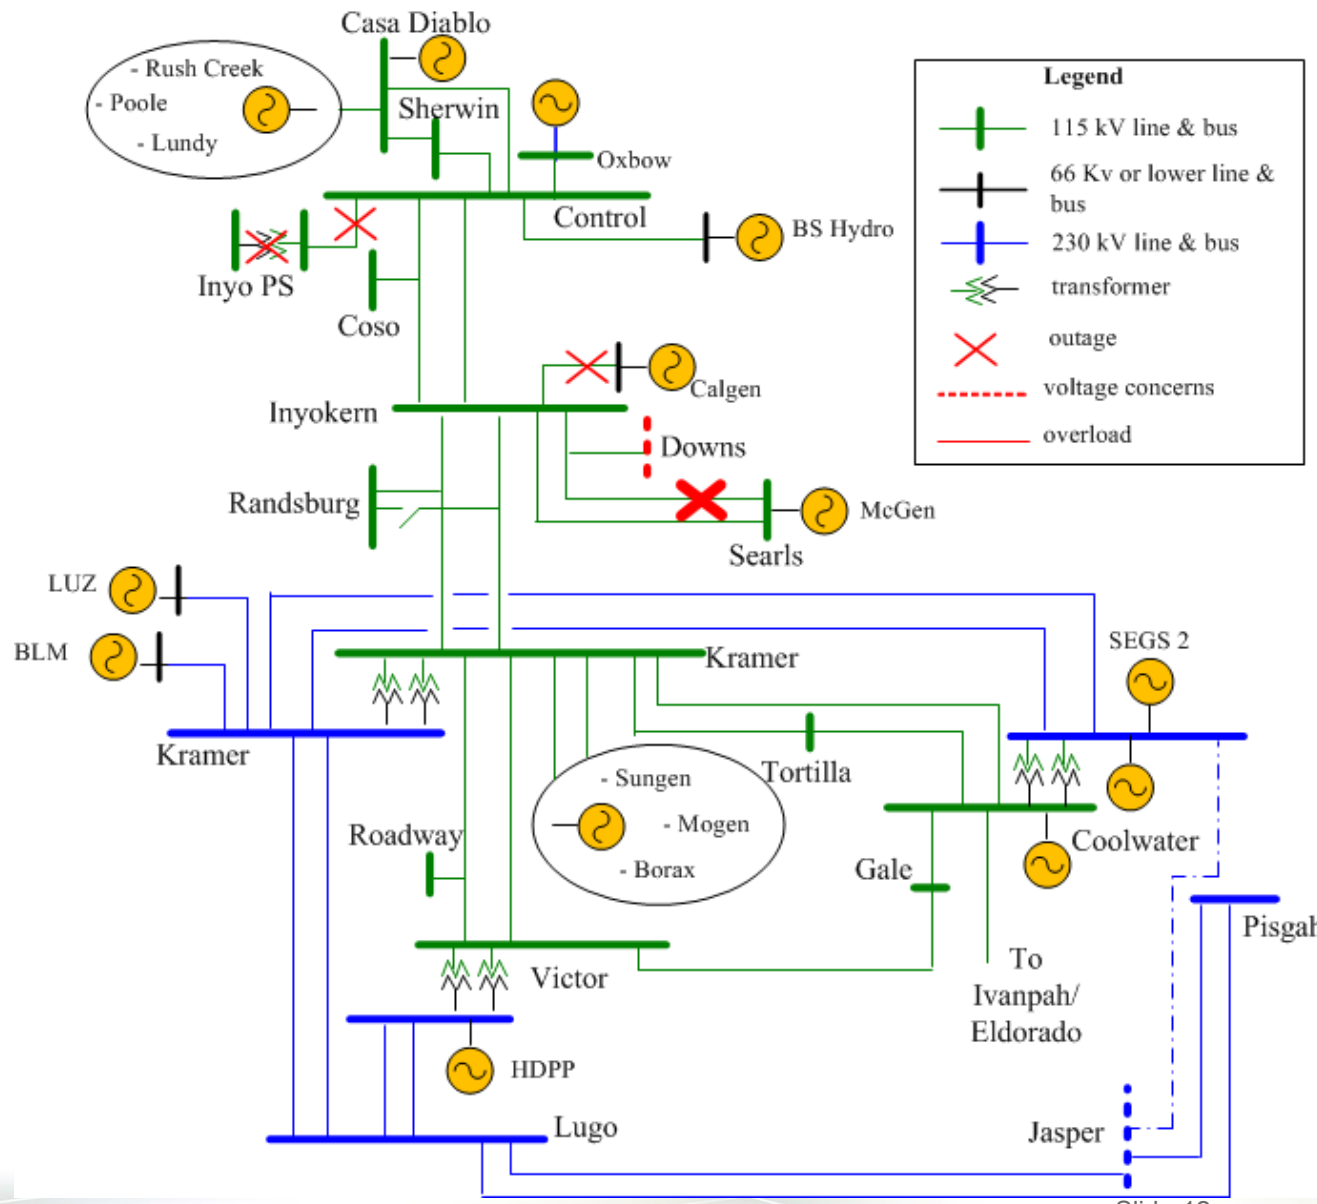 Casa Diablo
- Rush Creek
- Poole
- Lundy
Sherwin
Oxbow
Control
BS Hydro
Inyo PS
Coso
Legend
115 kV line & bus
66 Kv or lower line &
bus
230 kV line & bus
transformer
outage
voltage concerns
overload
Calgen
Inyokern
Downs
Randsburg
McGen
Searls
LUZ
BLM
SEGS 2
Kramer
Kramer
- Sungen
- Mogen
- Borax
Tortilla
Roadway
Coolwater
Gale
Pisgah
Victor
To
Ivanpah/
Eldorado
HDPP
Lugo
Jasper